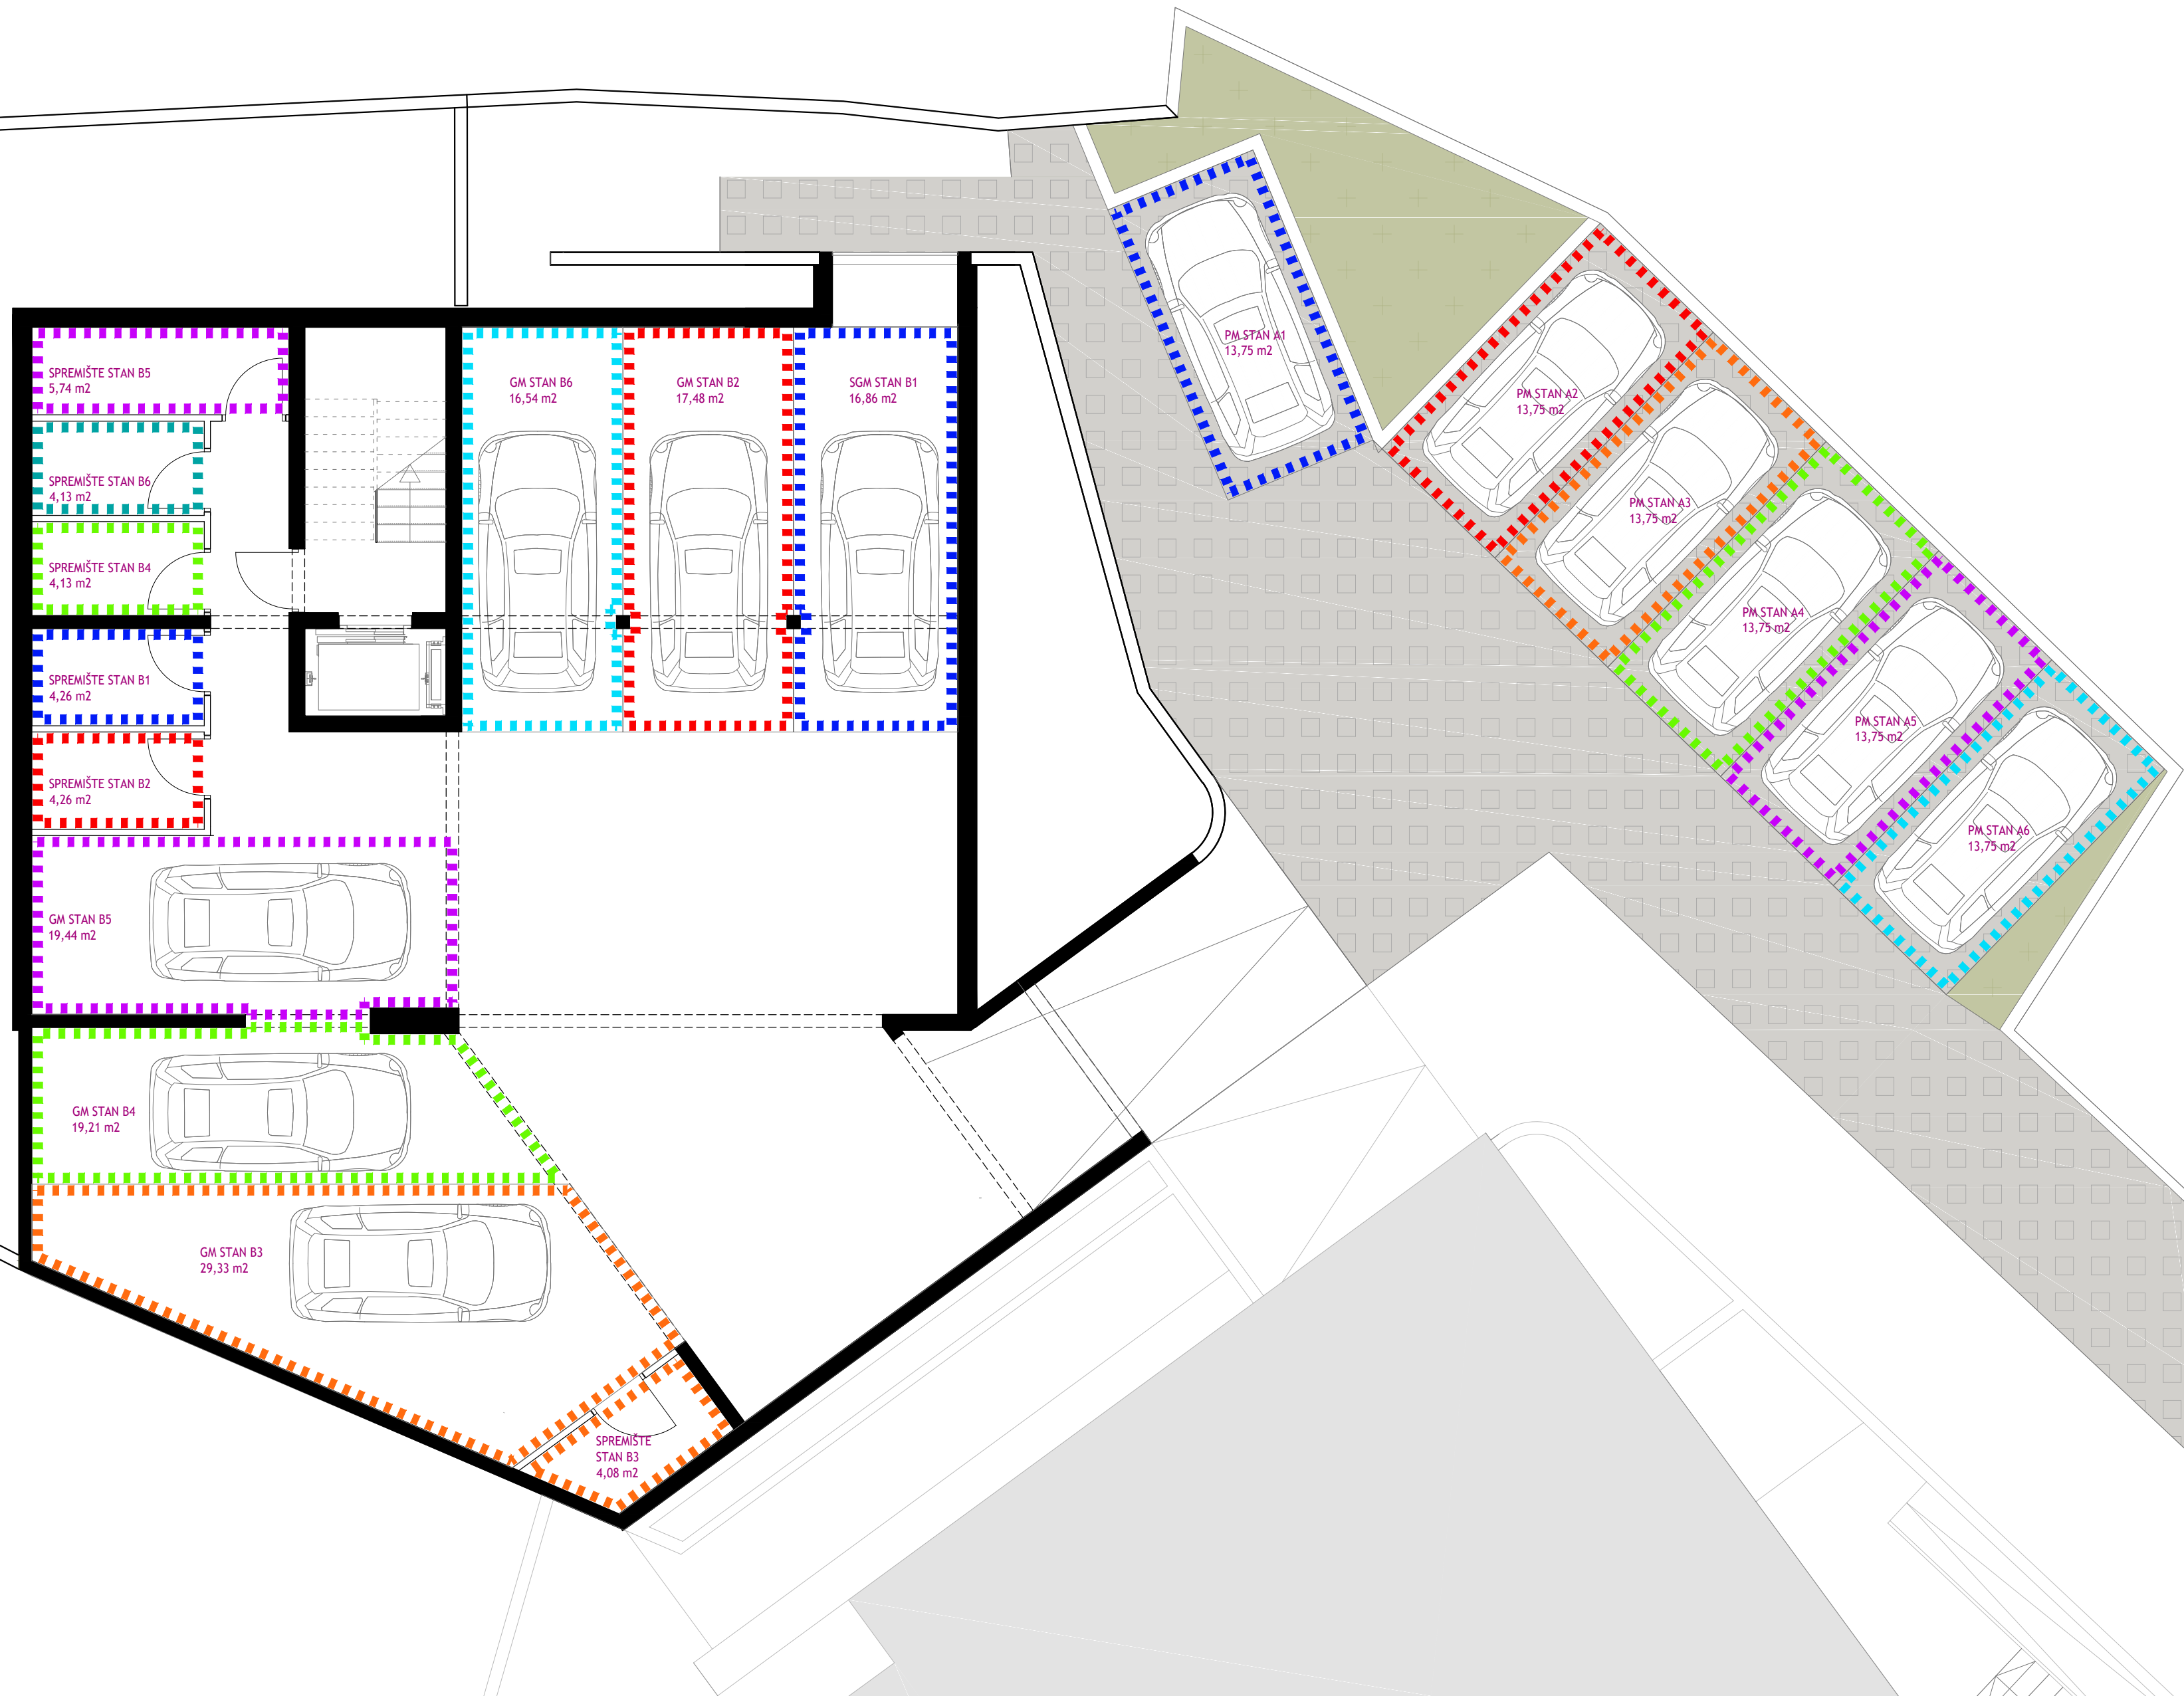 SPREMIŠTE STAN B5
5,74 m2
SPREMIŠTE STAN B6
4,13 m2
SPREMIŠTE STAN B4
4,13 m2
SPREMIŠTE STAN B1
4,26 m2
SPREMIŠTE STAN B2
4,26 m2
GM STAN B5
19,44 m2
GM STAN B4
19,21 m2
GM STAN B3
29,33 m2
SPREMIŠTE
STAN B3
4,08 m2
GM STAN B6
16,54 m2
GM STAN B2
17,48 m2
SGM STAN B1
16,86 m2
PM STAN A1
13,75 m2
PM STAN A2
13,75 m2
PM STAN A3
13,75 m2
PM STAN A4
13,75 m2
PM STAN A5
13,75 m2
PM STAN A6
13,75 m2